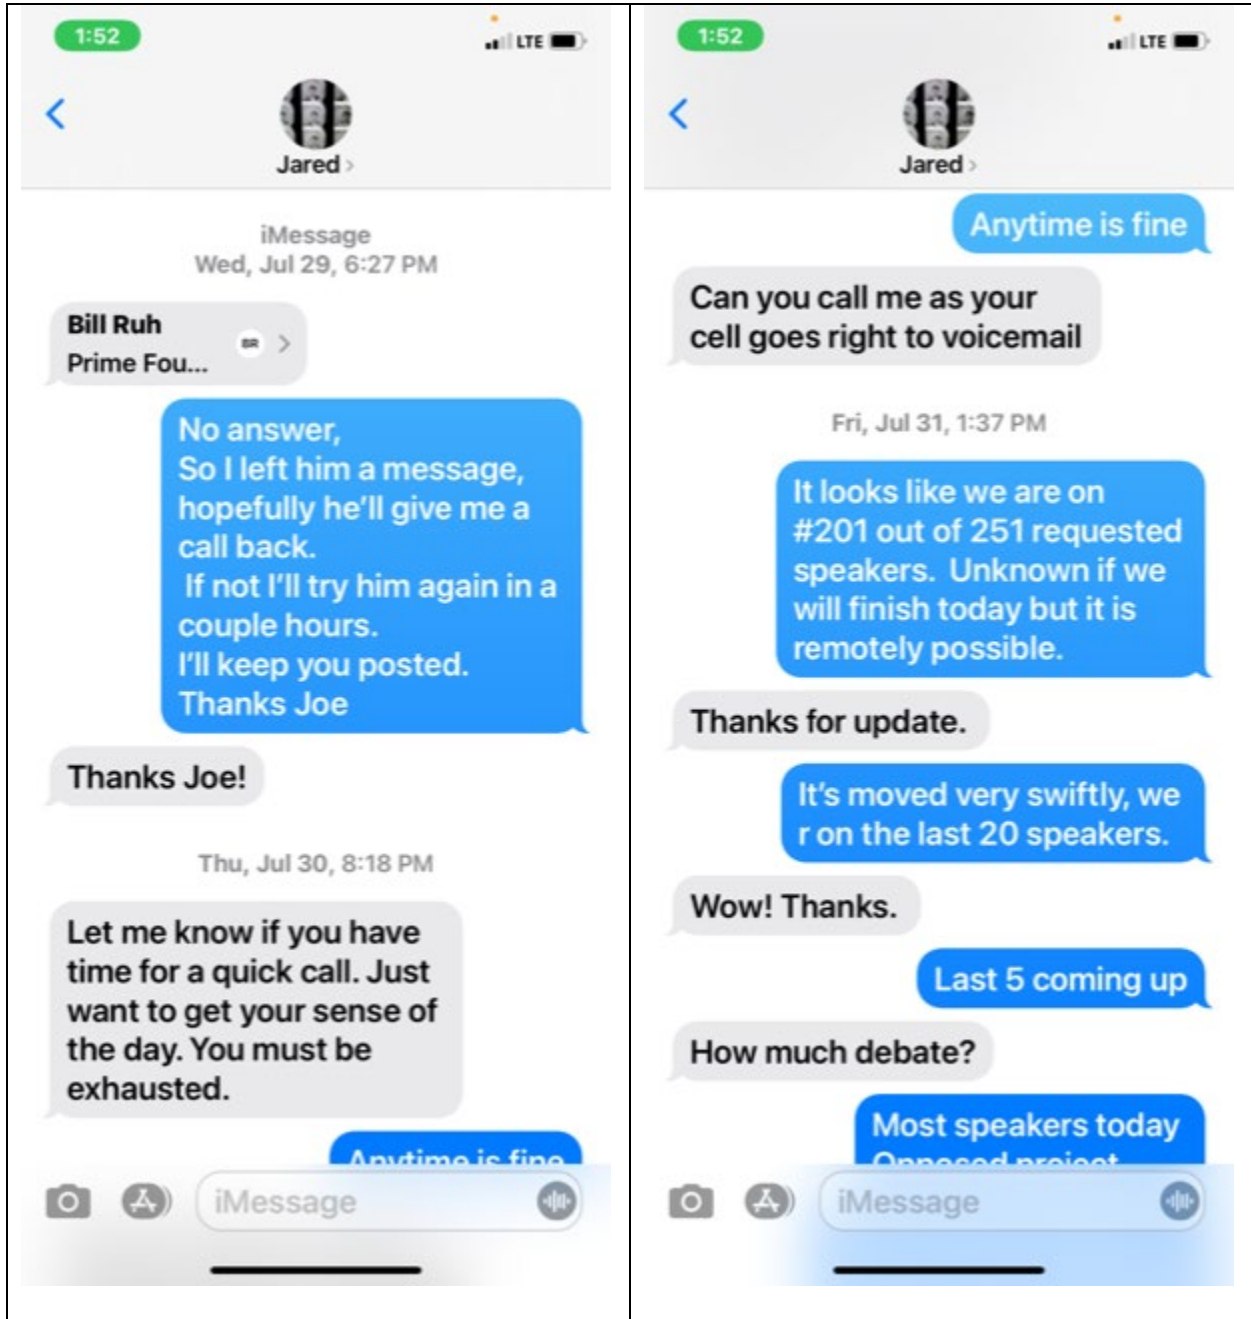 1:52
LTE
Jared >
iMessage
Wed, Jul 29, 6:27 PM
Bill Ruh
BR >
Prime Fou...
No answer,
So I left him a message,
hopefully he'll give me a
call back.
If not I'll try him again in a
couple hours.
I'll keep you posted.
Thanks Joe
Thanks Joe!
Thu, Jul 30, 8:18 PM
Let me know if you have
time for a quick call. Just
want to get your sense of
the day. You must be
exhausted.
Anytime is fine
iMessage
1:52
LTE
Jared >
Anytime is fine
Can you call me as your
cell goes right to voicemail
Fri, Jul 31, 1:37 PM
It looks like we are on
#201 out of 251 requested
speakers. Unknown if we
will finish today but it is
remotely possible.
Thanks for update.
It's moved very swiftly, we
r on the last 20 speakers.
Wow! Thanks.
Last 5 coming up
How much debate?
Most speakers today
Opposed project
iMessage